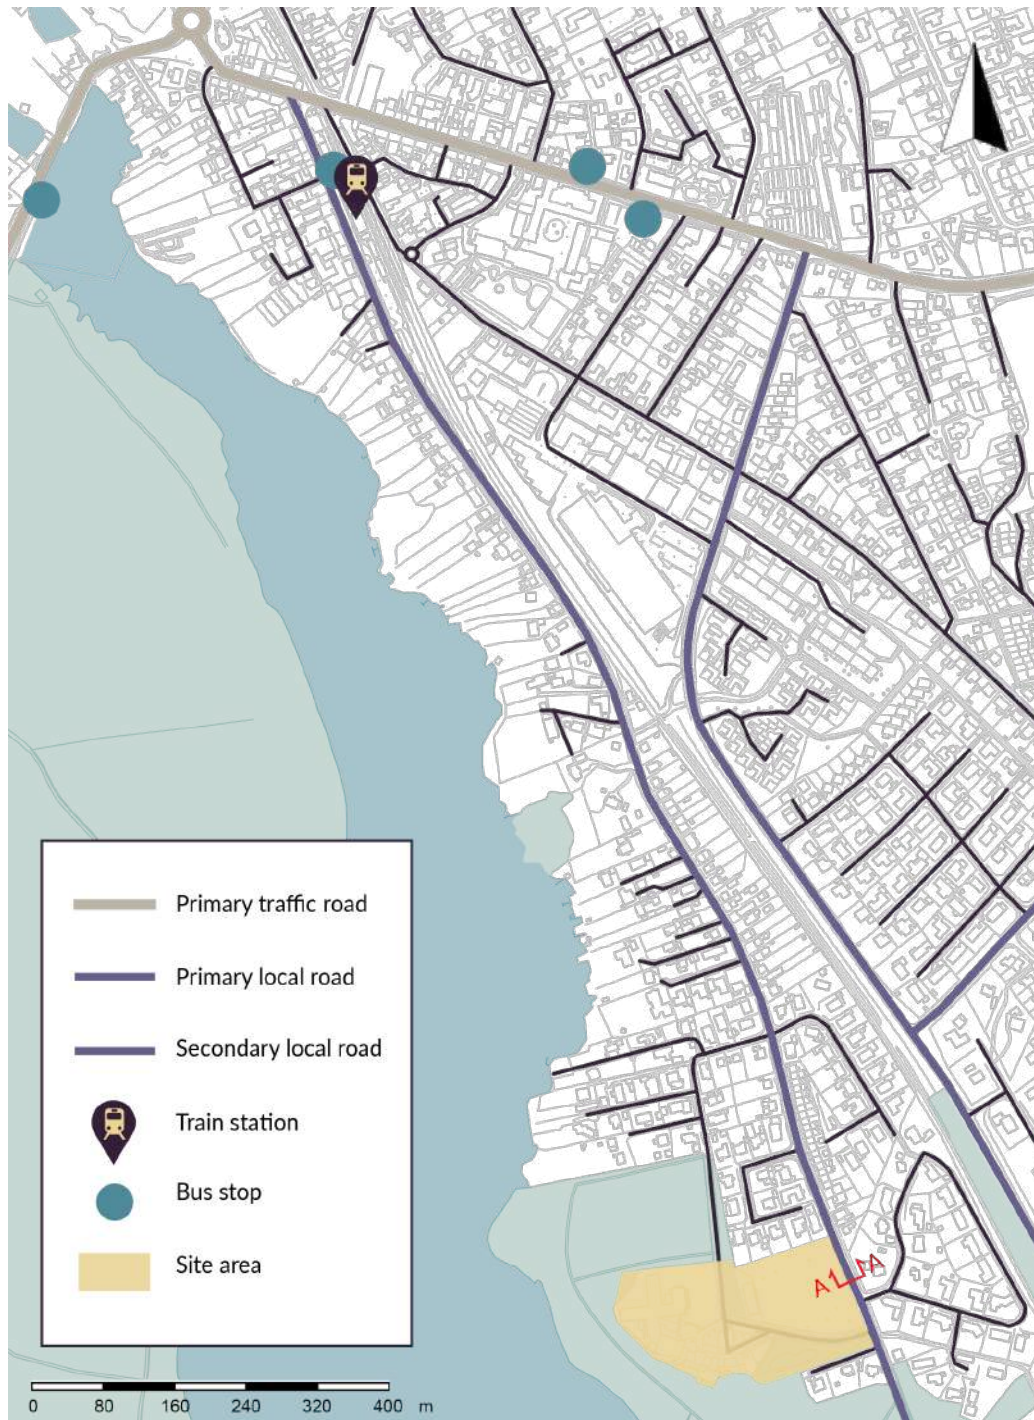 Primary traffic road
Primary local road
Secondary local road
Train station
Bus stop
Site area
A A
0 80 160 240 320 400 m